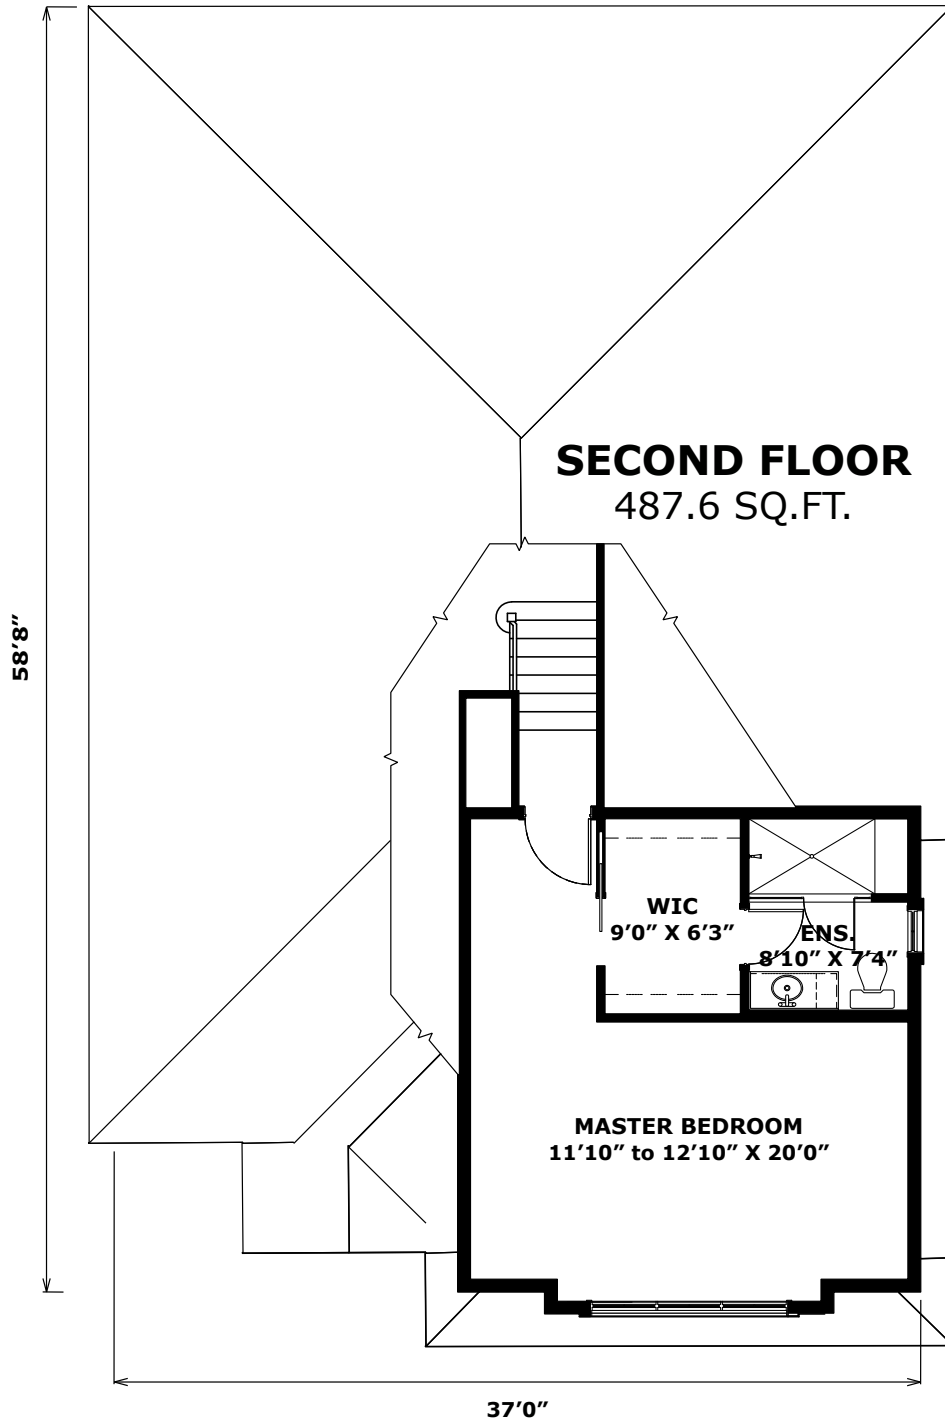 SECOND FLOOR
487.6 SQ.FT.
58’8”
WIC
9’0” X 6’3”
ENS.
8’10” X 7’4”
MASTER BEDROOM
11’10” to 12’10” X 20’0”
37’0”